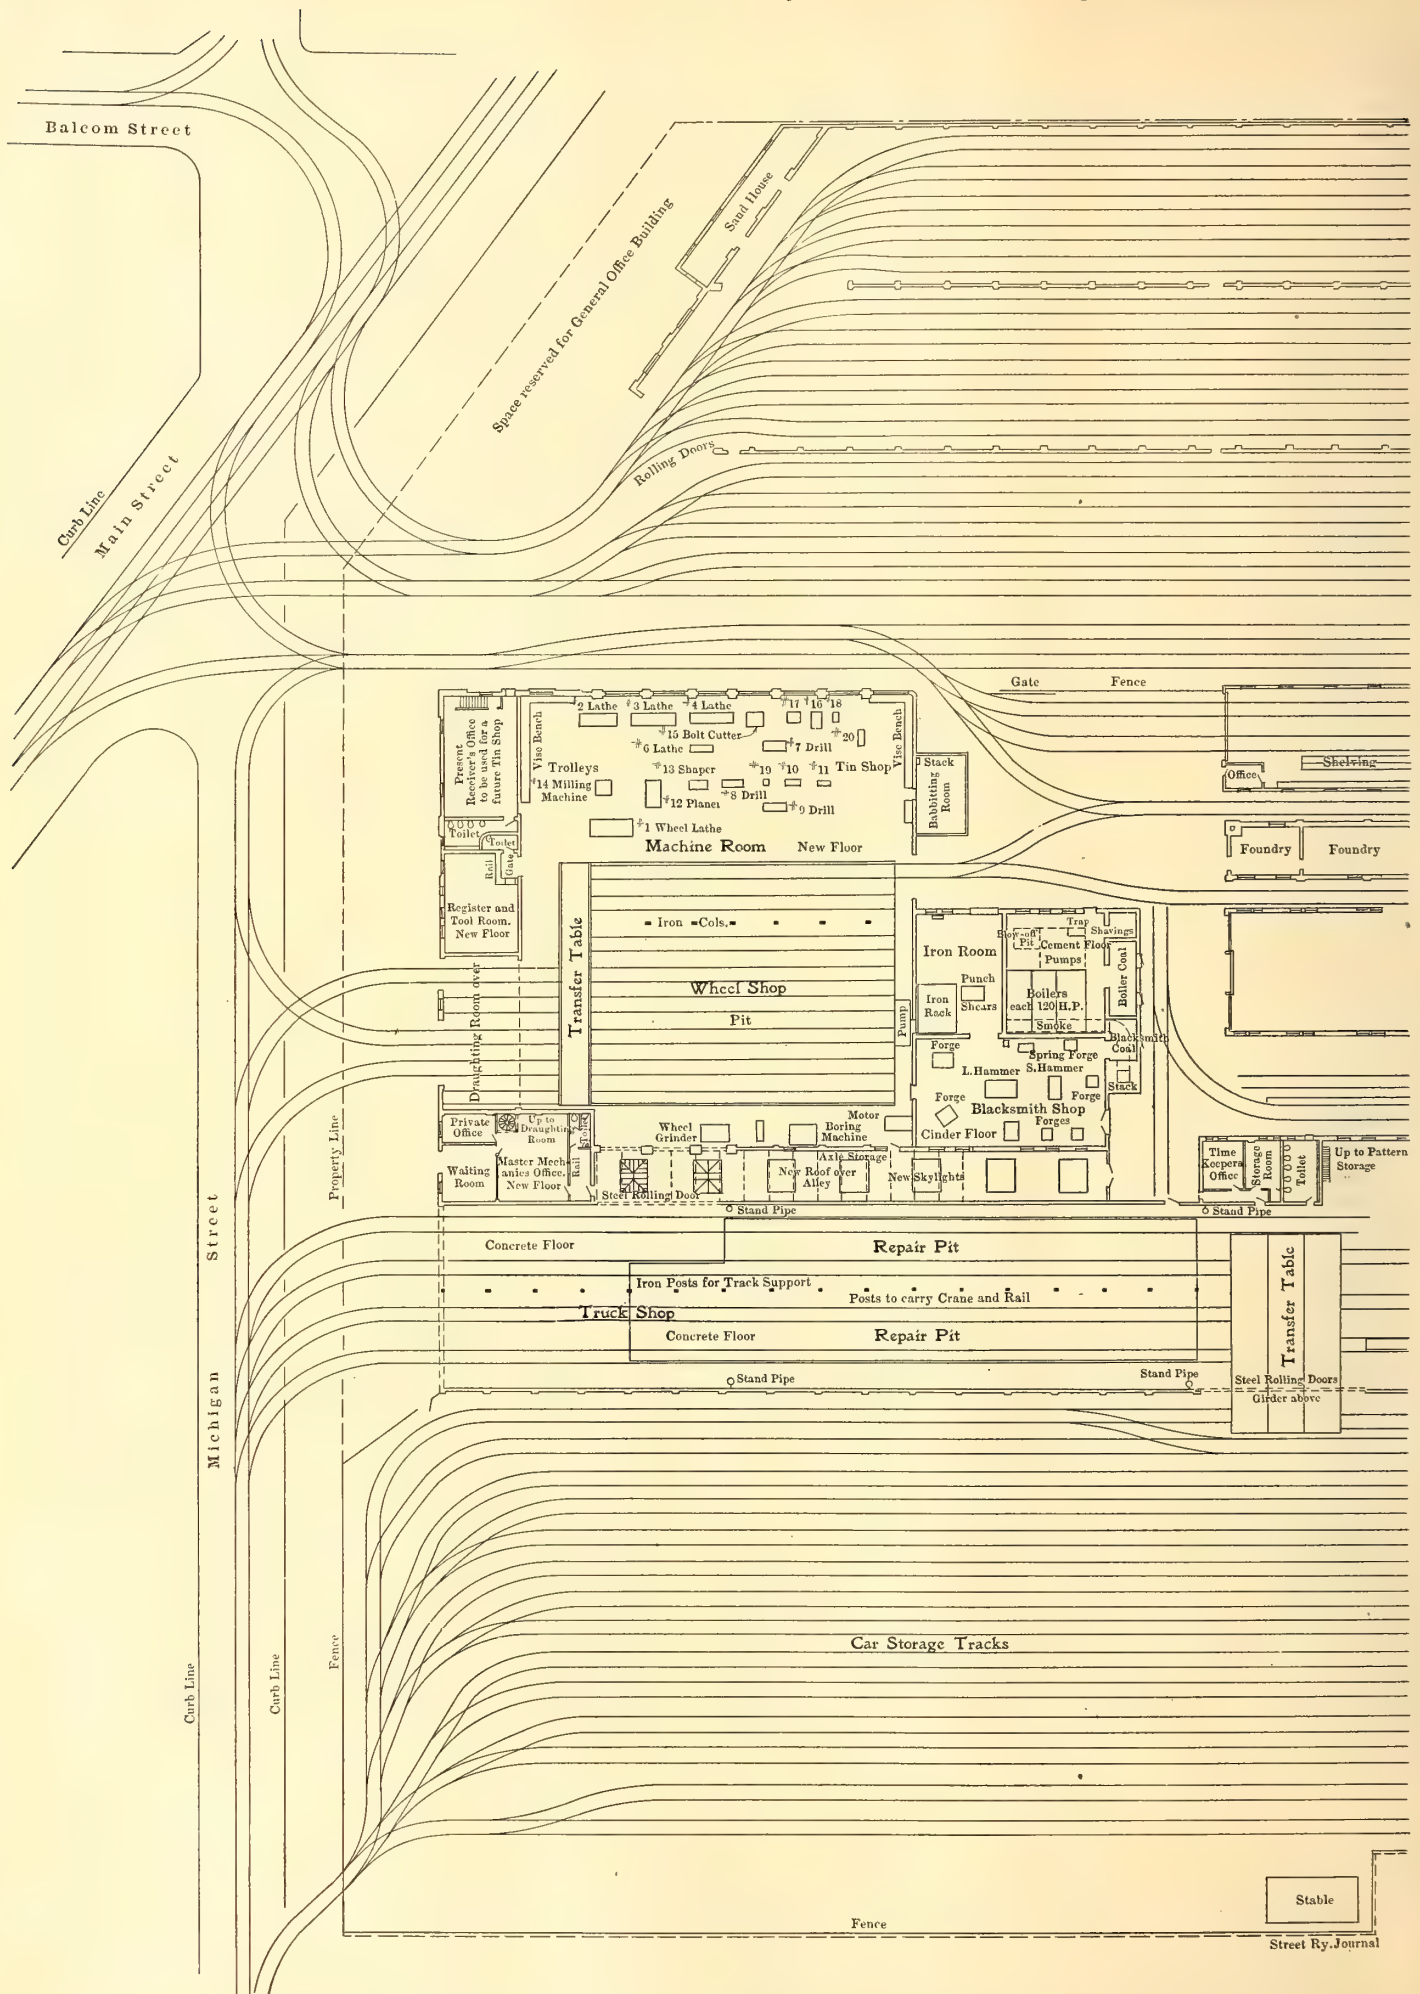 Balcom Street
Sand House
Space reserved for General Office Building
Rolling Doors
Curb Line
Main Street
Gate
Fence
Present
Receiver's Office
to be used for a
future Tin Shop
Vise Bench
#2 Lathe
#3 Lathe
#4 Lathe
#17
#16
#18
#15 Bolt Cutter
#6 Lathe
#7 Drill
#20
Vise Bench
Trolleys
#14 Milling
Machine
#13 Shaper
#19
#10
#11
Tin Shop
#12 Planer
#8 Drill
#9 Drill
#1 Wheel Lathe
Machine Room
New Floor
Stack
Babbitting
Room
Office
Shelving
Foundry
Foundry
Toilet
Toilet
Rail
Gate
Register and
Tool Room.
New Floor
Draughting Room over
Transfer Table
Iron Cols.
Wheel Shop
Pit
Pump
Iron Room
Blow-off
Pit
Trap
Shavings
Cement Floor
Pumps
Boiler Coal
Punch
Shears
Iron
Rack
Boilers
each 120 H.P.
Smoke
Blacksmith
Coal
Forge
Spring Forge
L.Hammer
S.Hammer
Stack
Forge
Forge
Blacksmith Shop
Forges
Cinder Floor
Motor
Boring
Machine
Wheel
Grinder
Private
Office
Up to
Draughting
Room
Toilet
Waiting
Room
Master Mech-
anics Office.
New Floor
Rail
Axle Storage
New Roof over
Alley
New Skylights
Steel Rolling Door
Time
Keepers
Office
Storage
Room
Toilet
Up to Pattern
Storage
Stand Pipe
Stand Pipe
Property Line
Concrete Floor
Repair Pit
Iron Posts for Track Support
Posts to carry Crane and Rail
Truck Shop
Concrete Floor
Repair Pit
Transfer Table
Stand Pipe
Stand Pipe
Steel Rolling Doors
Girder above
Michigan Street
Car Storage Tracks
Curb Line
Curb Line
Fence
Stable
Fence
Street Ry.Journal